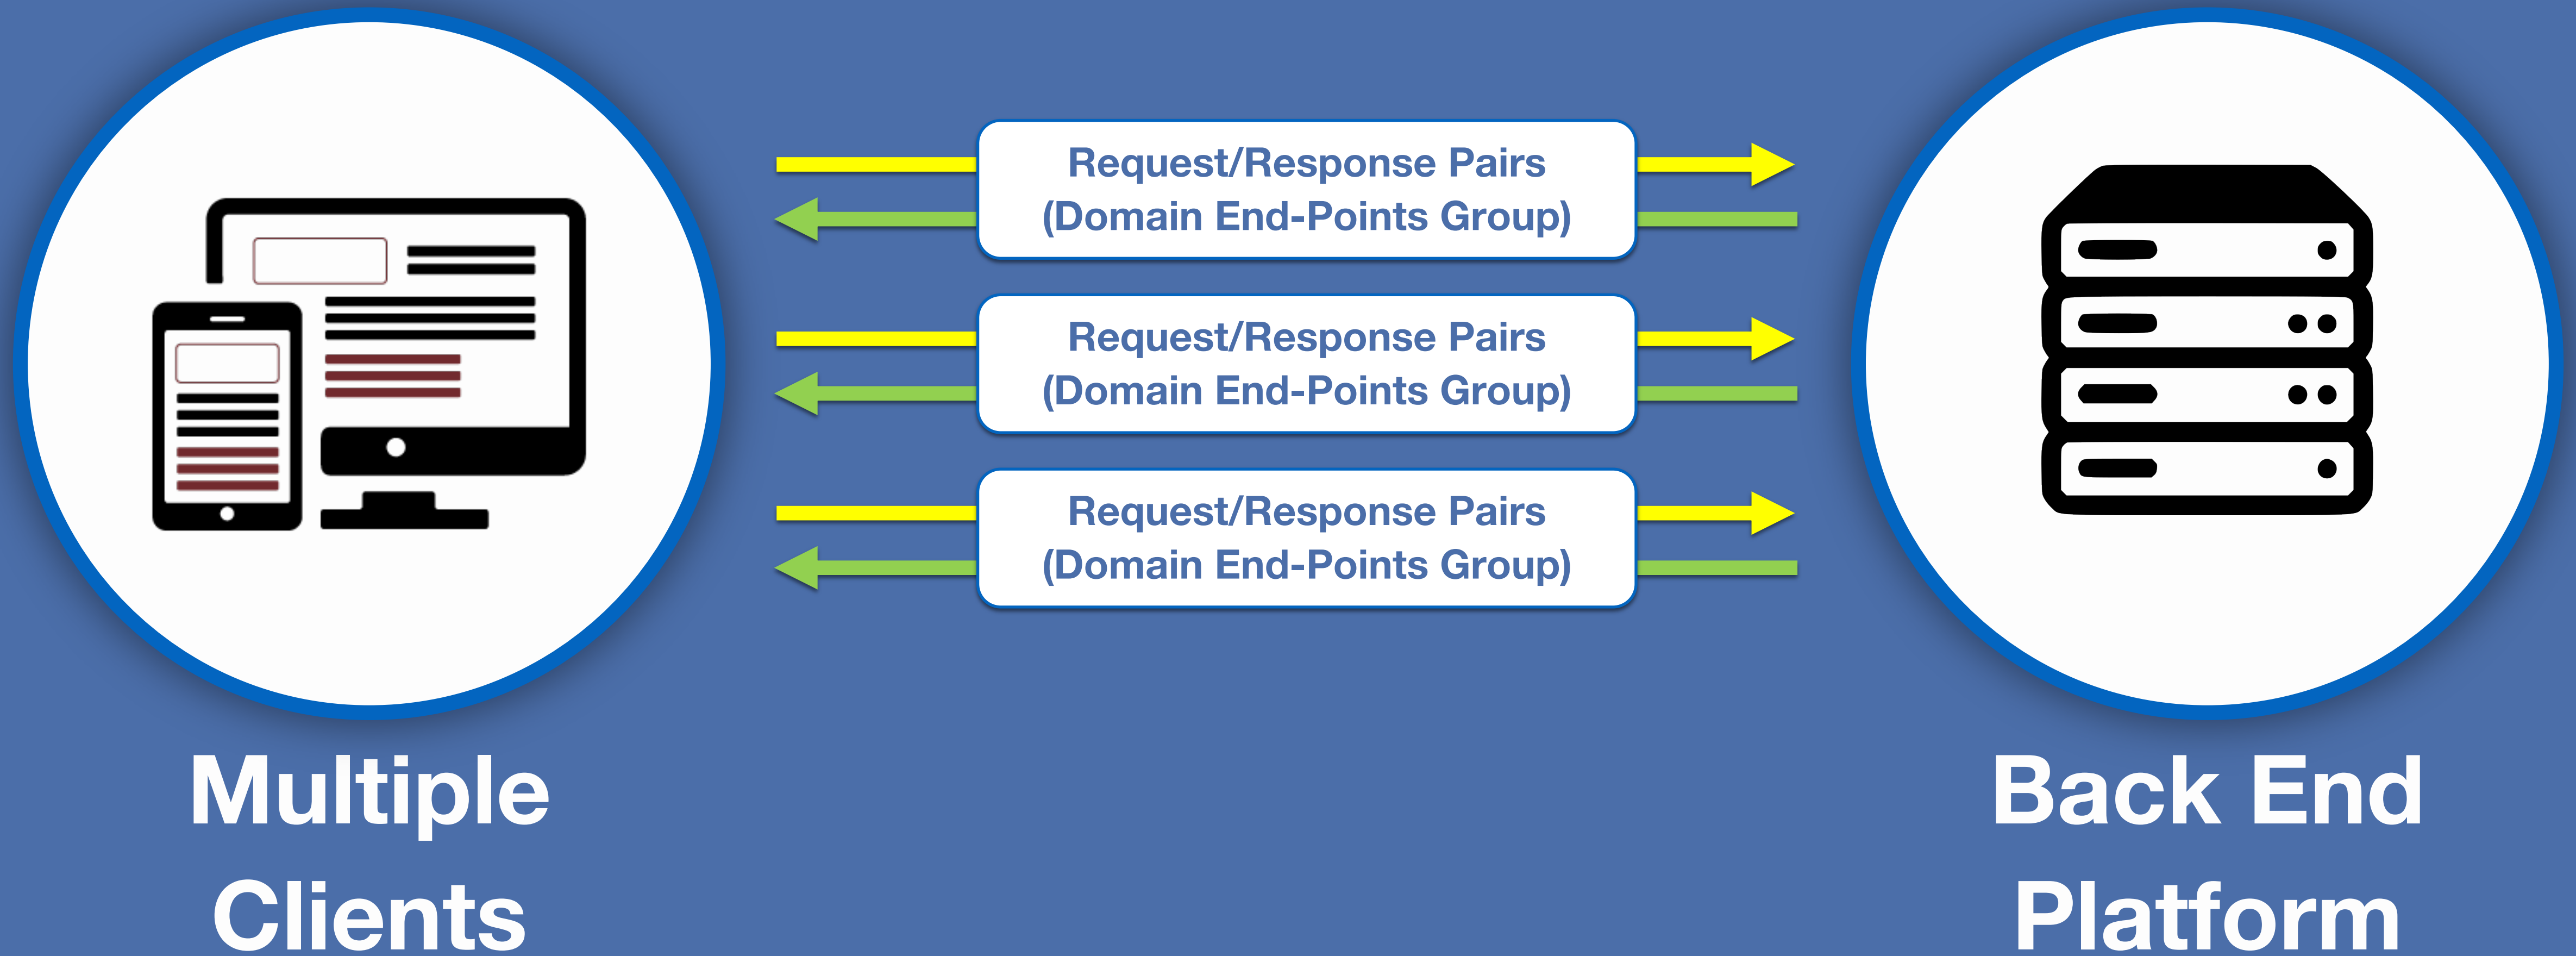 Request/Response Pairs
(Domain End-Points Group)
Request/Response Pairs
(Domain End-Points Group)
Request/Response Pairs
(Domain End-Points Group)
Multiple
Clients
Back End
Platform